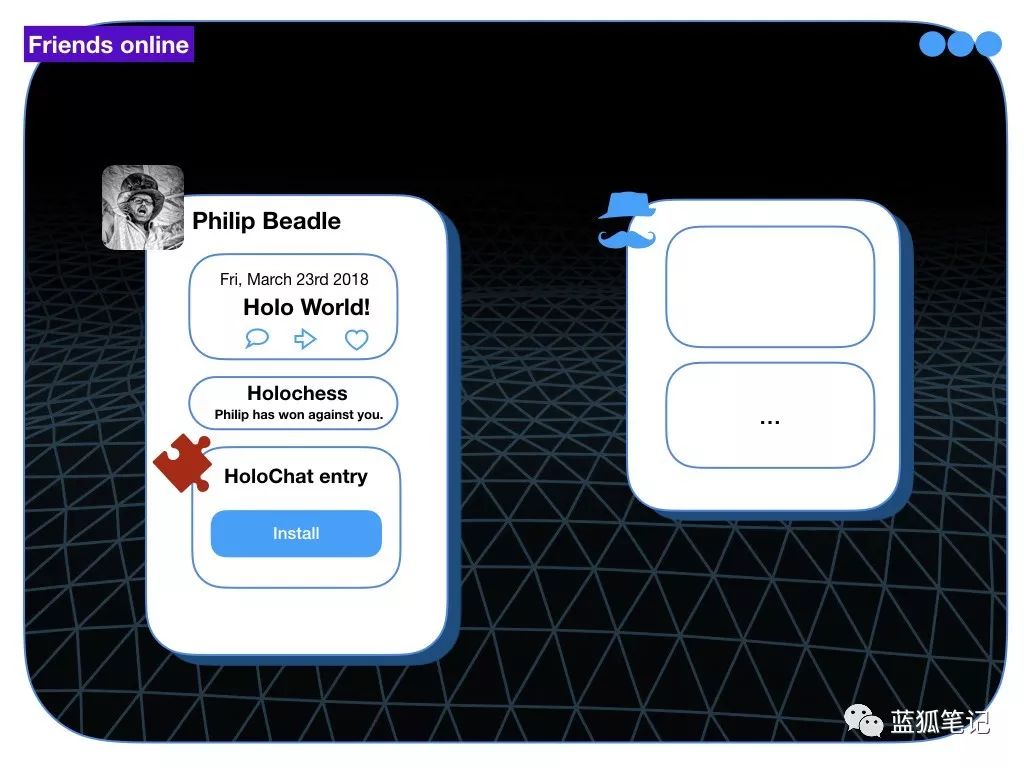 Friends online
Philip Beadle
Fri, March 23rd 2018
Holo World!
Holochess
Philip has won against you.
HoloChat entry
Install
...
蓝狐笔记